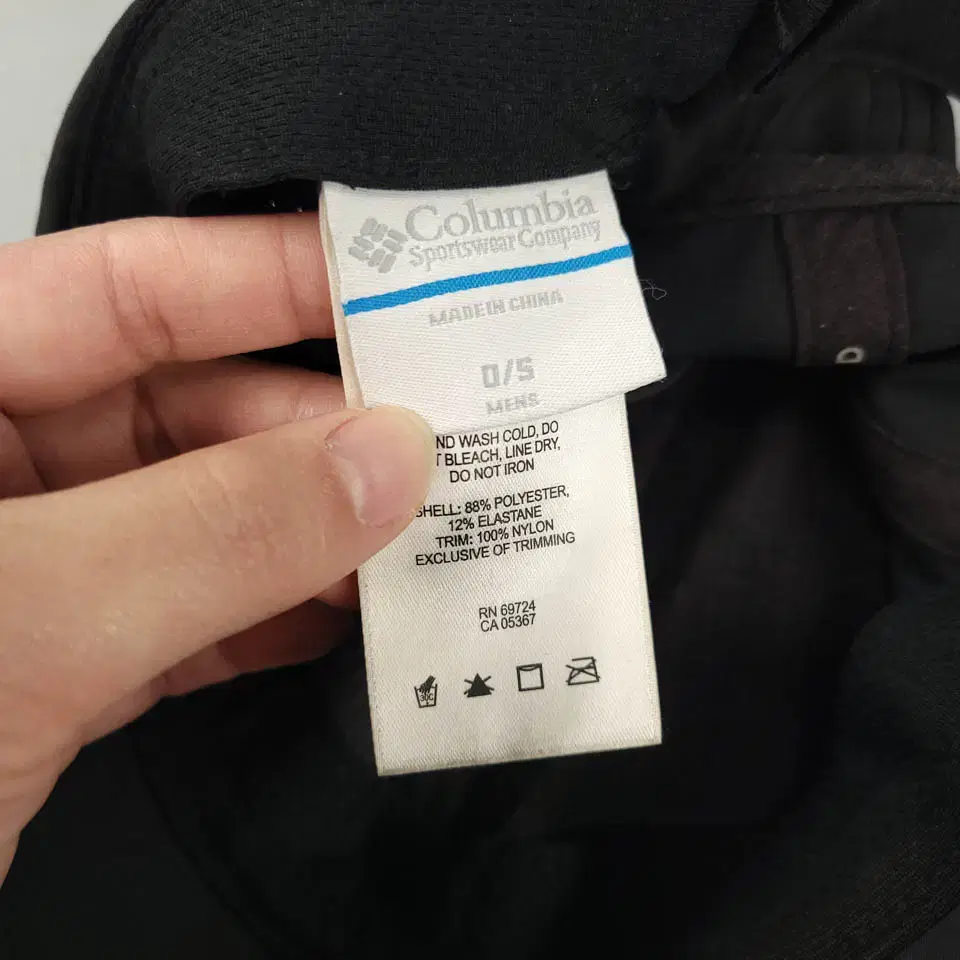 Columbia
Sportswear Company
MADE IN CHINA
O/S
MENS
ND WASH COLD, DO
T BLEACH, LINE DRY,
DO NOT IRON
SHELL: 88% POLYESTER,
12% ELASTANE
TRIM: 100% NYLON
EXCLUSIVE OF TRIMMING
RN 69724
CA 05367
30C